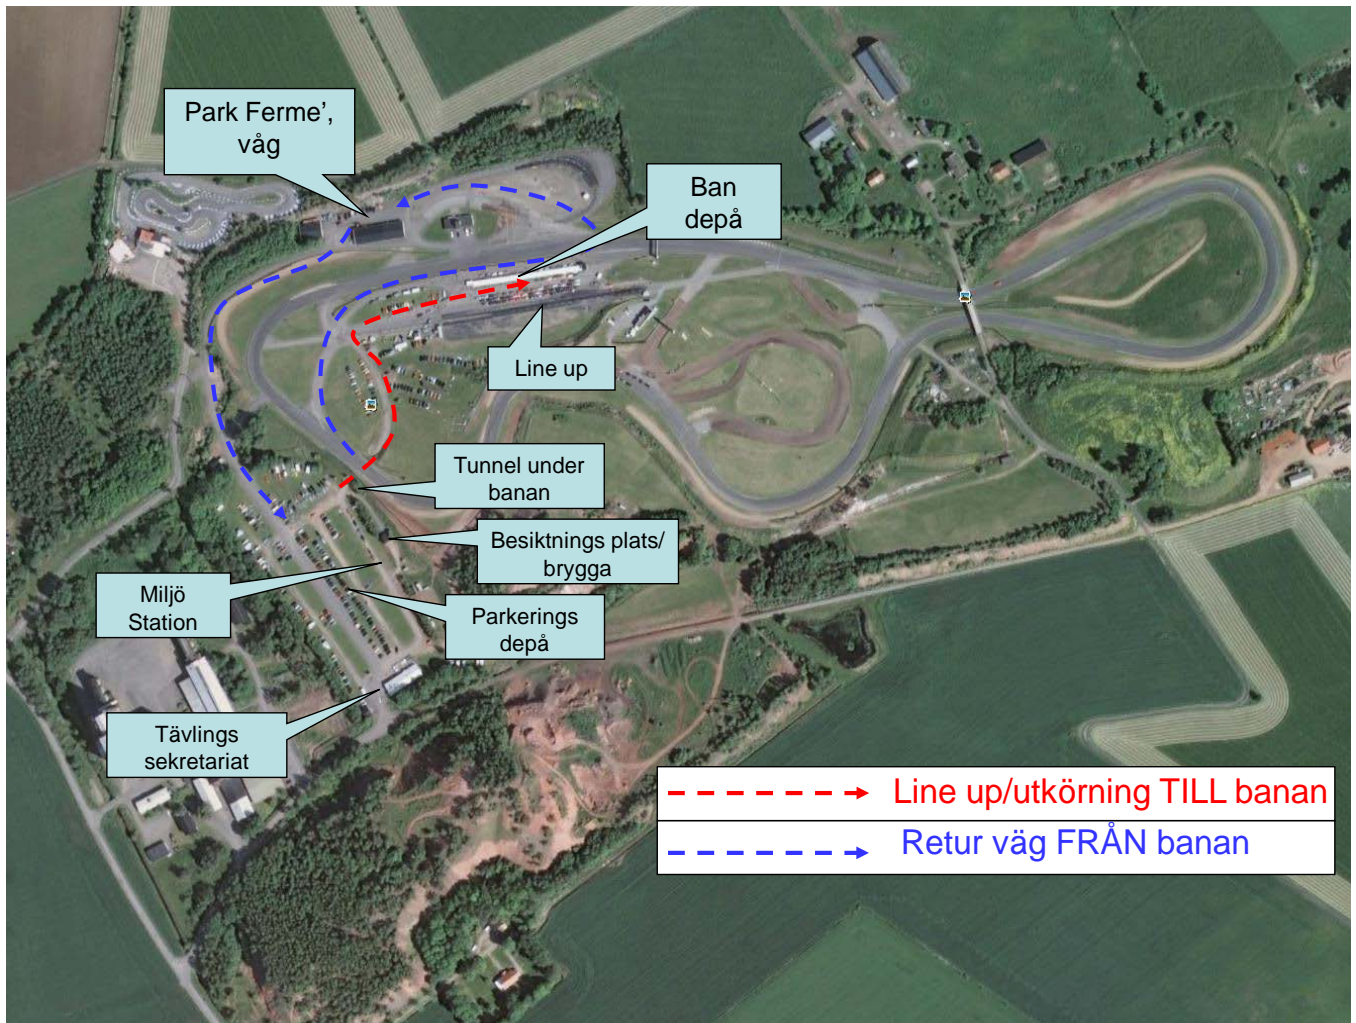 Park Ferme’,
våg
Ban
depå
Line up
Tunnel under
banan
Besiktnings plats/
brygga
Miljö
Station
Parkerings
depå
Tävlings
sekretariat
Line up/utkörning TILL banan
Retur väg FRÅN banan